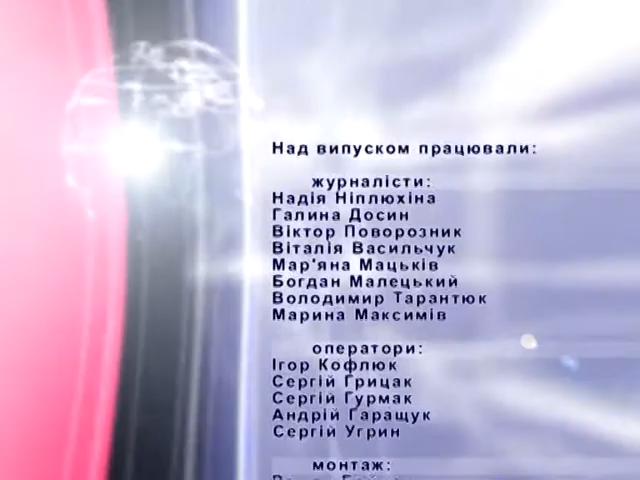 Над випуском працювали:
журналісти:
Надія Ніплюхіна
Галина Досин
Віктор Поворозник
Віталія Васильчук
Мар'яна Мацьків
Богдан Малецький
Володимир Тарантюк
Марина Максимів
оператори:
Ігор Кофлюк
Сергій Грицак
Сергій Гурмак
Андрій Гаращук
Сергій Угрин
монтаж: